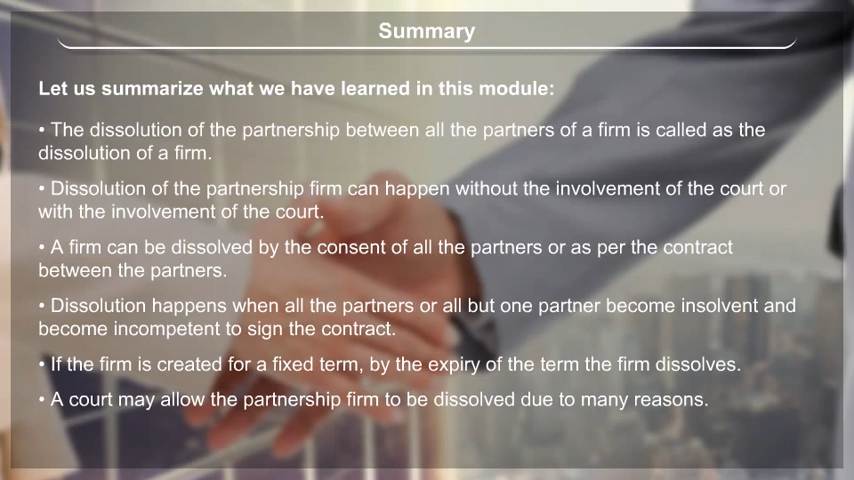 Summary
Let us summarize what we have learned in this module:
• The dissolution of the partnership between all the partners of a firm is called as the
dissolution of a firm.
• Dissolution of the partnership firm can happen without the involvement of the court or
with the involvement of the court.
• A firm can be dissolved by the consent of all the partners or as per the contract
between the partners.
• Dissolution happens when all the partners or all but one partner become insolvent and
become incompetent to sign the contract.
• If the firm is created for a fixed term, by the expiry of the term the firm dissolves.
• A court may allow the partnership firm to be dissolved due to many reasons.